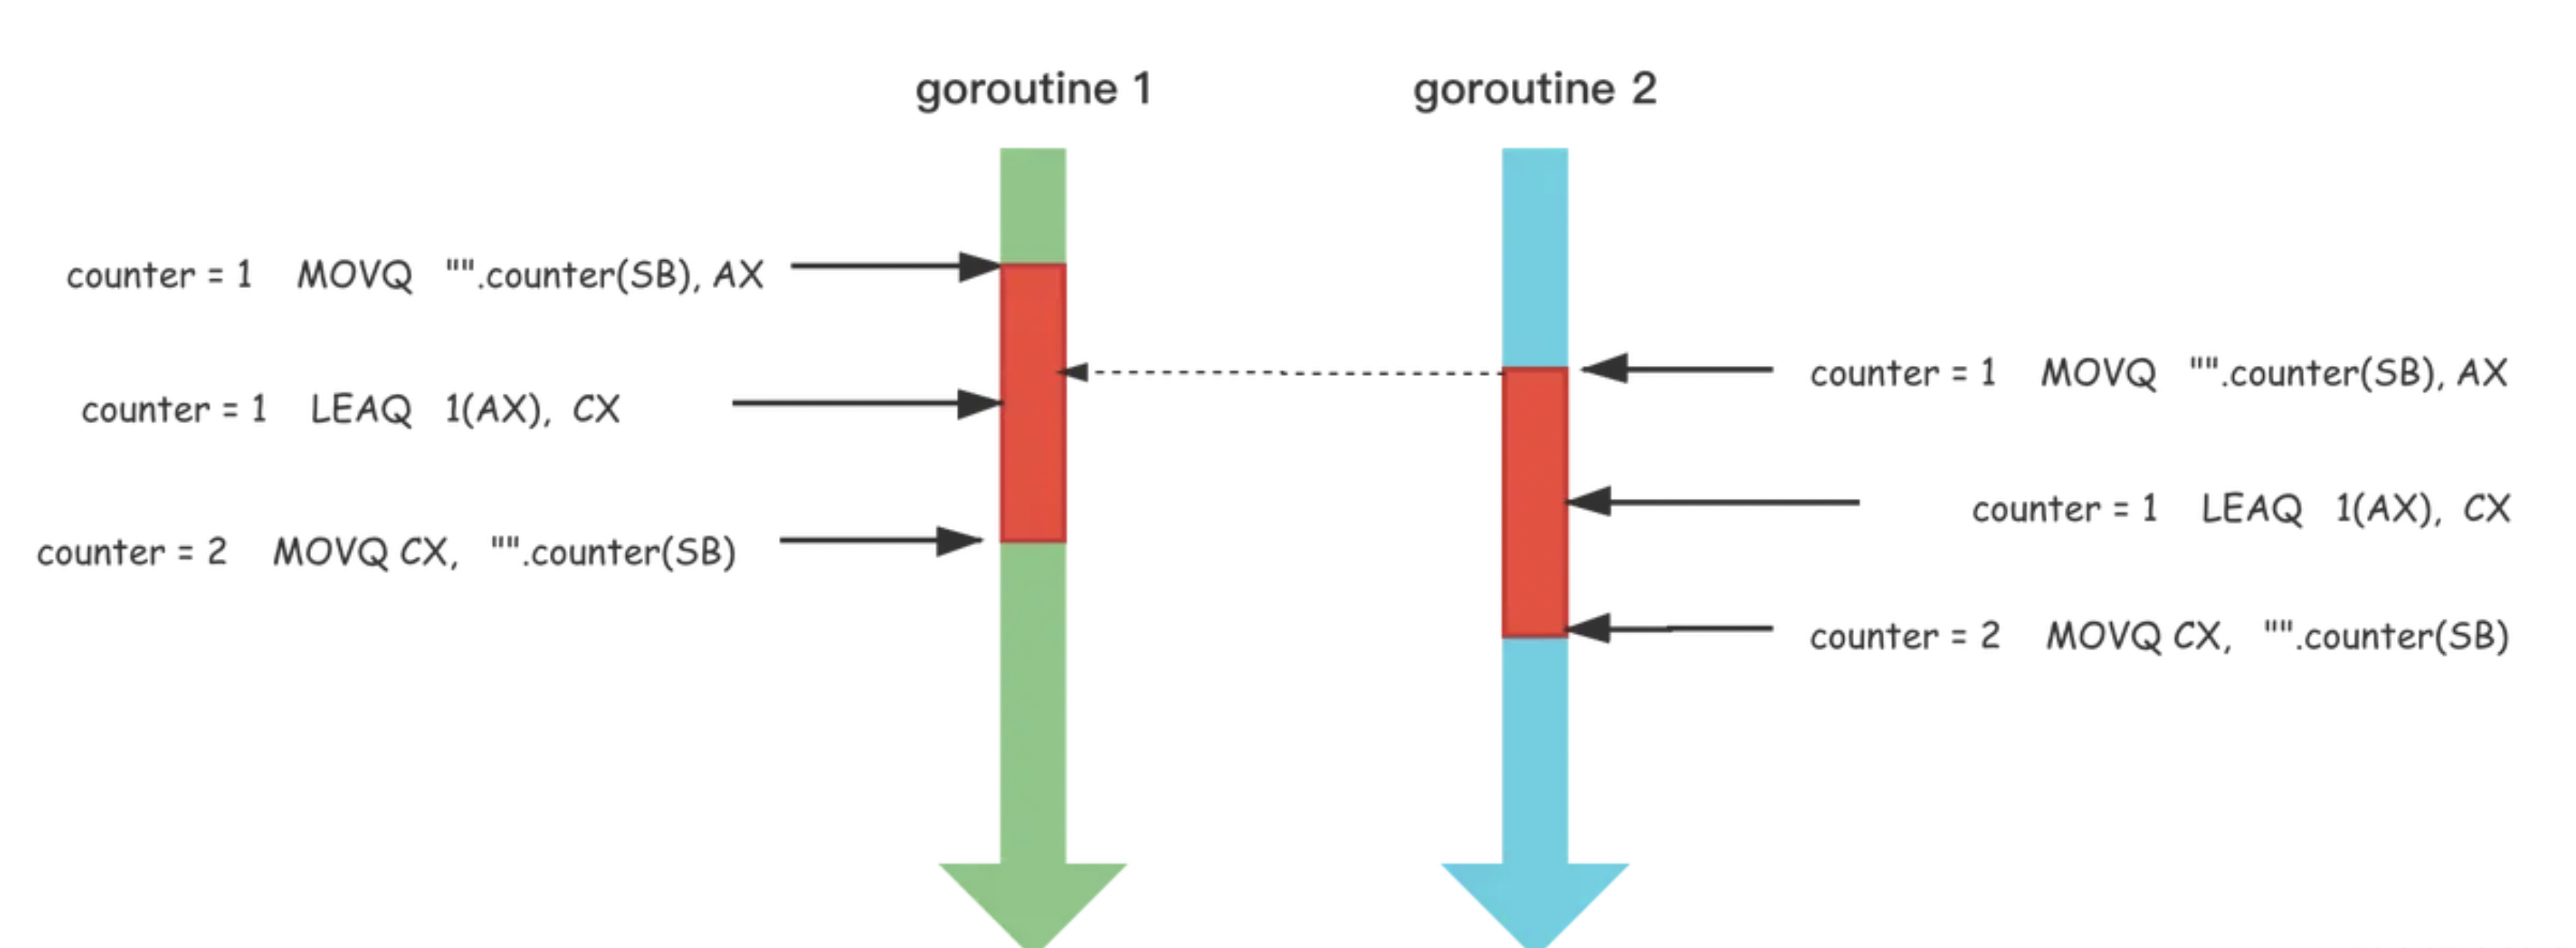 goroutine 1
goroutine 2
counter = 1 MOVQ "".counter(SB), AX
counter = 1 LEAQ 1(AX), CX
counter = 2 MOVQ CX, "".counter(SB)
counter = 1 MOVQ "".counter(SB), AX
counter = 1 LEAQ 1(AX), CX
counter = 2 MOVQ CX, "".counter(SB)